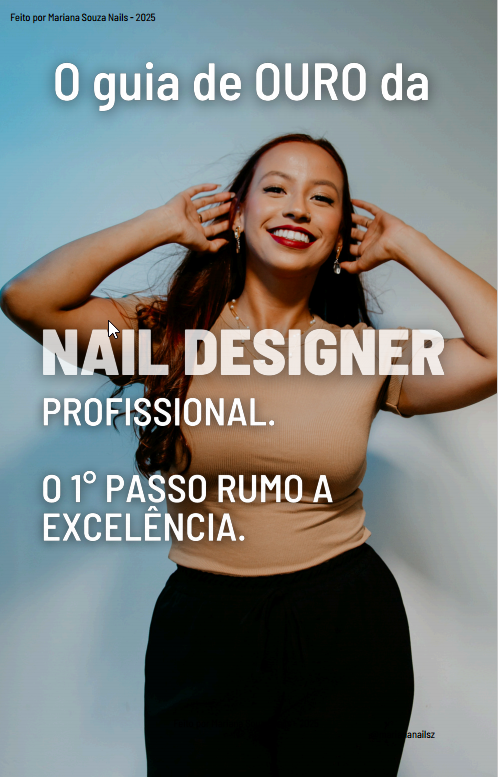 Feito por Mariana Souza Nails - 2025
O guia de OURO da
NAIL DESIGNER
PROFISSIONAL.
O 1° PASSO RUMO A
EXCELÊNCIA.